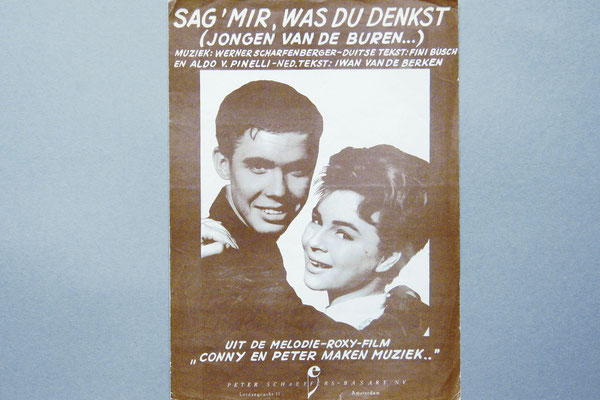 SAG' MIR, WAS DU DENKST
(JONGEN VAN DE BUREN...)
MUZIEK: WERNER SCHARFENBERGER-DUITSE TEKST: FINI BUSCH
EN ALDO V. PINELLI-NED. TEKST: IWAN VAN DE BERKEN
UIT DE MELODIE-ROXY-FILM
„CONNY EN PETER MAKEN MUZIEK.."
PETER SCHAEFFERS-BASART NV
Amsterdam